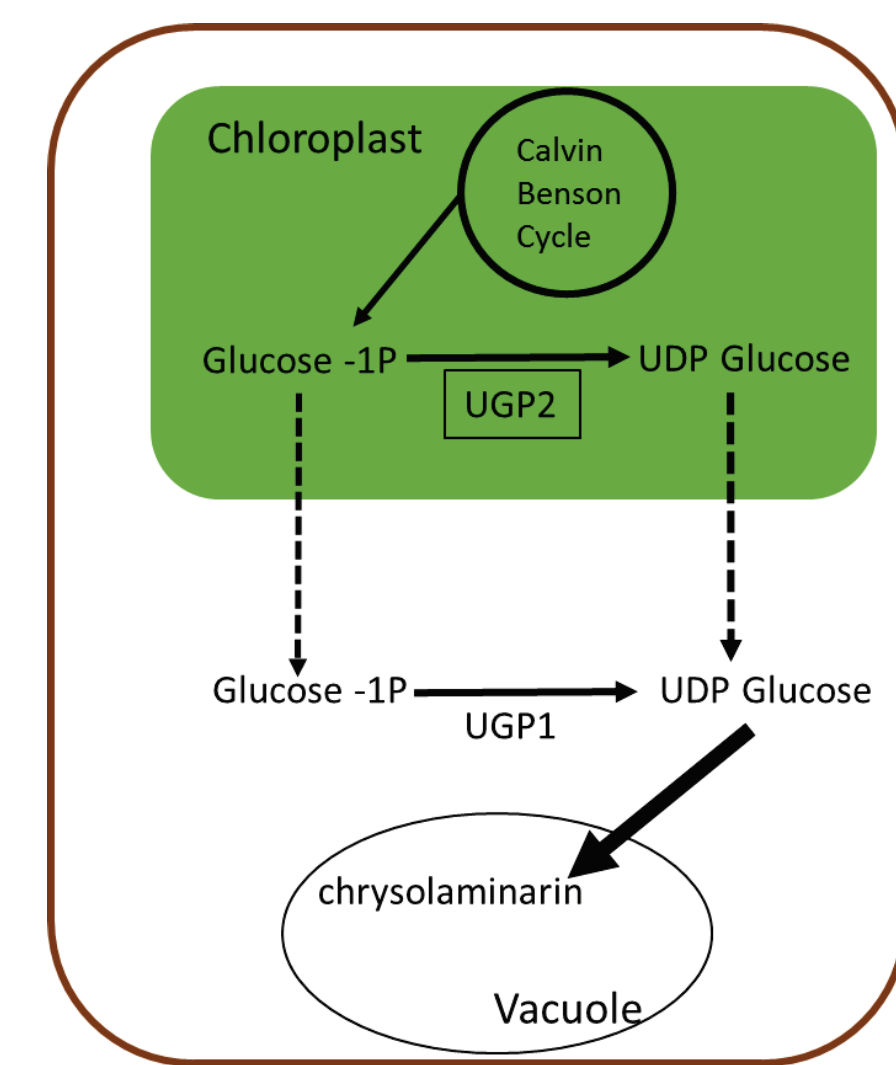 Chloroplast
Calvin
Benson
Cycle
Glucose -1P
UDP Glucose
UGP2
Glucose -1P
UDP Glucose
UGP1
chrysolaminarin
Vacuole